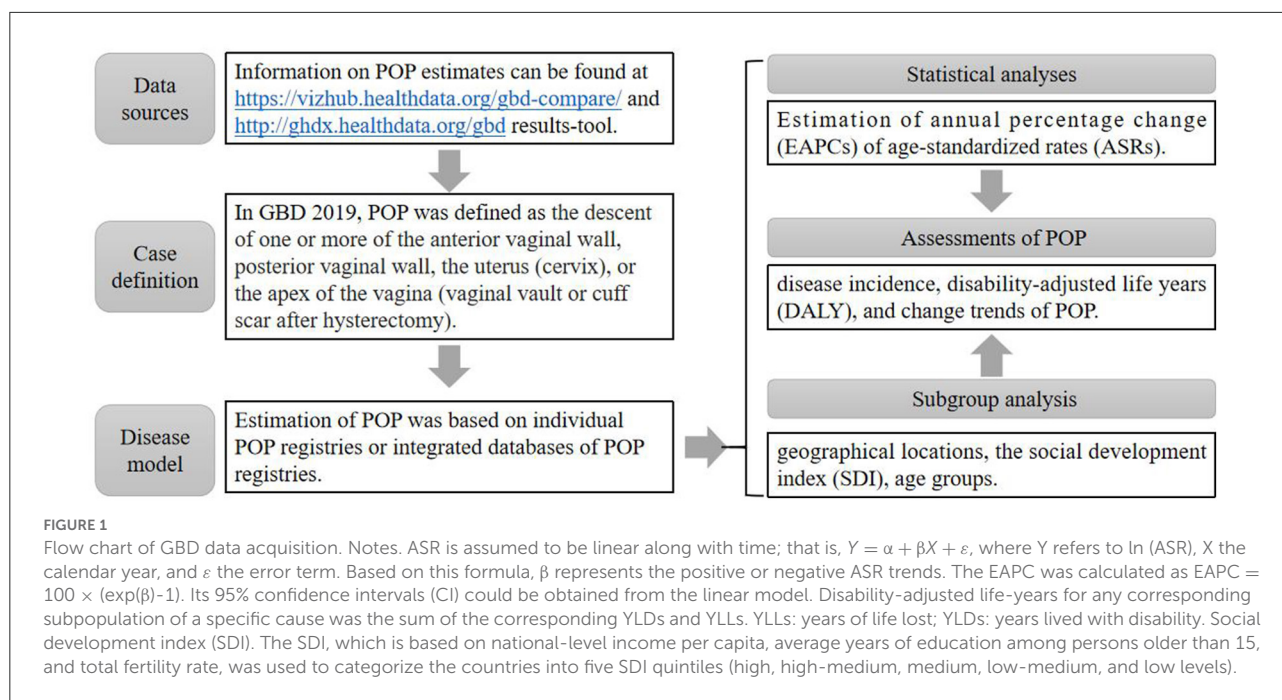 Data
sources
Information on POP estimates can be found at
https://vizhub.healthdata.org/gbd-compare/ and
http://ghdx.healthdata.org/gbd results-tool.
Case
definition
In GBD 2019, POP was defined as the descent
of one or more of the anterior vaginal wall,
posterior vaginal wall, the uterus (cervix), or
the apex of the vagina (vaginal vault or cuff
scar after hysterectomy).
Disease
model
Estimation of POP was based on individual
POP registries or integrated databases of POP
registries.
Statistical analyses
Estimation of annual percentage change
(EAPCs) of age-standardized rates (ASRs).
Assessments of POP
disease incidence, disability-adjusted life years
(DALY), and change trends of POP.
Subgroup analysis
geographical locations, the social development
index (SDI), age groups.
FIGURE 1
Flow chart of GBD data acquisition. Notes. ASR is assumed to be linear along with time; that is, Y = α + βX + ε, where Y refers to ln (ASR), X the
calendar year, and ε the error term. Based on this formula, β represents the positive or negative ASR trends. The EAPC was calculated as EAPC =
100 × (exp(β)-1). Its 95% confidence intervals (CI) could be obtained from the linear model. Disability-adjusted life-years for any corresponding
subpopulation of a specific cause was the sum of the corresponding YLDs and YLLs. YLLs: years of life lost; YLDs: years lived with disability. Social
development index (SDI). The SDI, which is based on national-level income per capita, average years of education among persons older than 15,
and total fertility rate, was used to categorize the countries into five SDI quintiles (high, high-medium, medium, low-medium, and low levels).